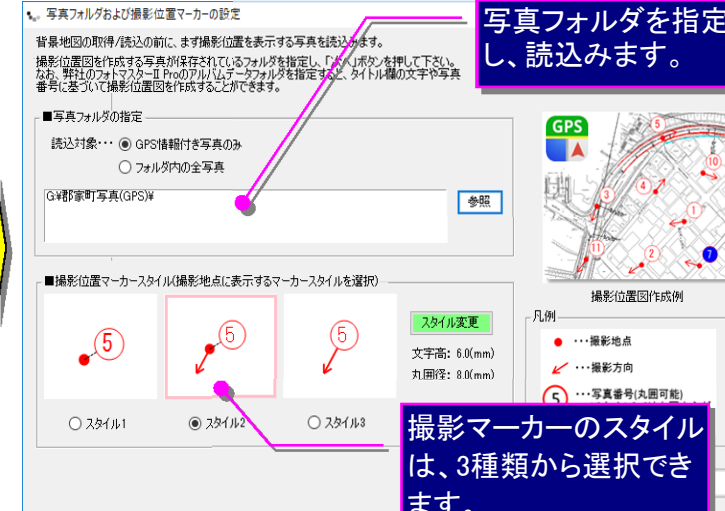 写真フォルダおよび撮影位置マーカーの設定
写真フォルダを指定
し、読込みます。
背景地図の取得/読込の前に、まず撮影位置を表示する写真を読込みます。
撮影位置図を作成する写真が保存されているフォルダを指定し、「次へ」ボタンを押して下さい。
なお、弊社のフォトマスターⅡ Proのアルバムデータフォルダを指定すると、タイトル欄の文字や写真
番号に基づいて撮影位置図を作成することができます。
■写真フォルダの指定
読込対象・・・ GPS情報付き写真のみ
フォルダ内の全写真
G:¥郡家町写真(GPS)¥
参照
GPS
5
10
3
4
1
11
2
7
撮影位置図作成例
■撮影位置マーカースタイル(撮影地点に表示するマーカースタイルを選択)
5
5
5
スタイル1
スタイル2
スタイル3
スタイル変更
文字高: 6.0(mm)
丸囲径: 8.0(mm)
凡例
・・・撮影地点
・・・撮影方向
5 ・・・写真番号(丸囲可能)
撮影マーカーのスタイル
は、3種類から選択でき
ます。